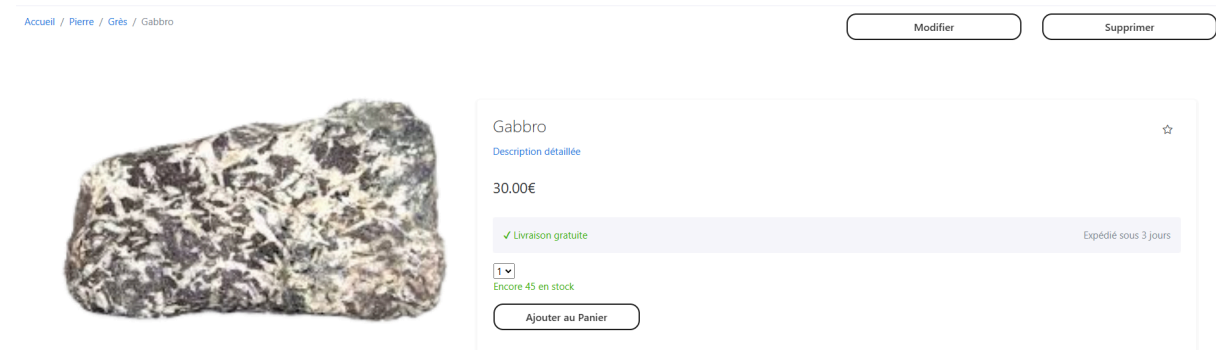 Accueil / Pierre / Grès / Gabbro
Modifier
Supprimer
Gabbro
Description détaillée
30.00€
✓ Livraison gratuite
Expédié sous 3 jours
1
Encore 45 en stock
Ajouter au Panier